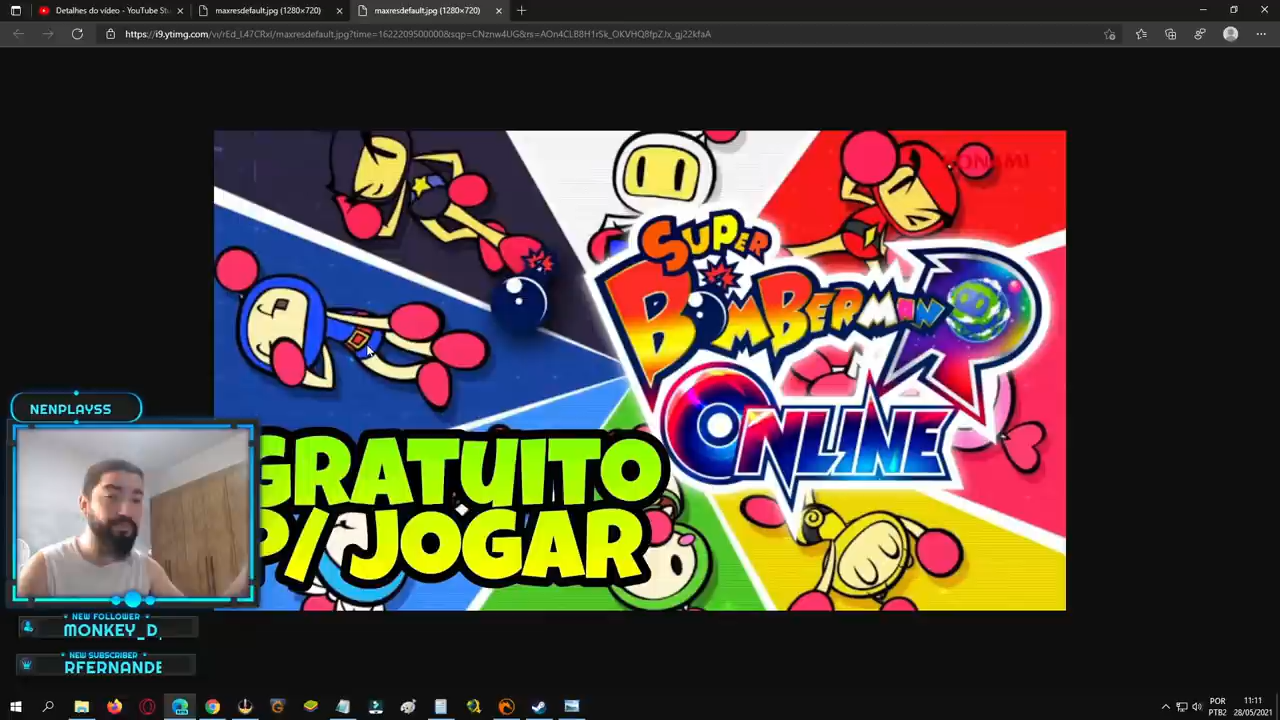 Detalhes do vídeo - YouTube St
maxresdefault.jpg (1280×720)
maxresdefault.jpg (1280×720)
KONAMI
SUPER
BOMBERMAN R
ONLINE
GRATUITO
P/ JOGAR
NENPLAYSS
NEW FOLLOWER
MONKEY_D_
NEW SUBSCRIBER
RFERNANDE
POR
PTB2
11:11
28/05/2021